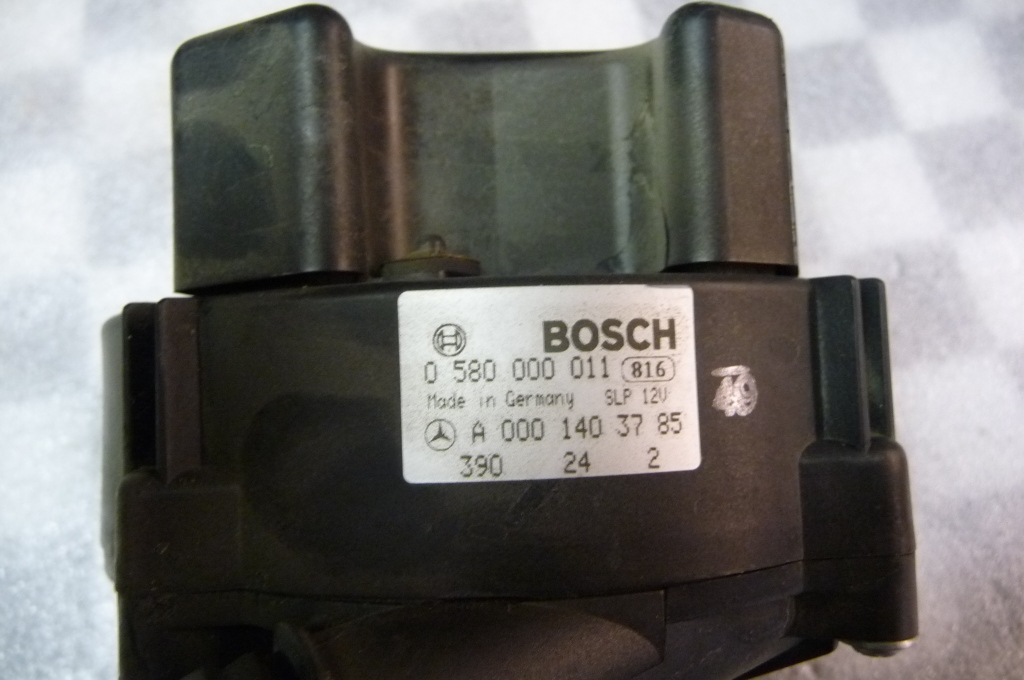 BOSCH
0 580 000 011 816
Made in Germany SLP 12V
A 000 140 37 85
390 24 2